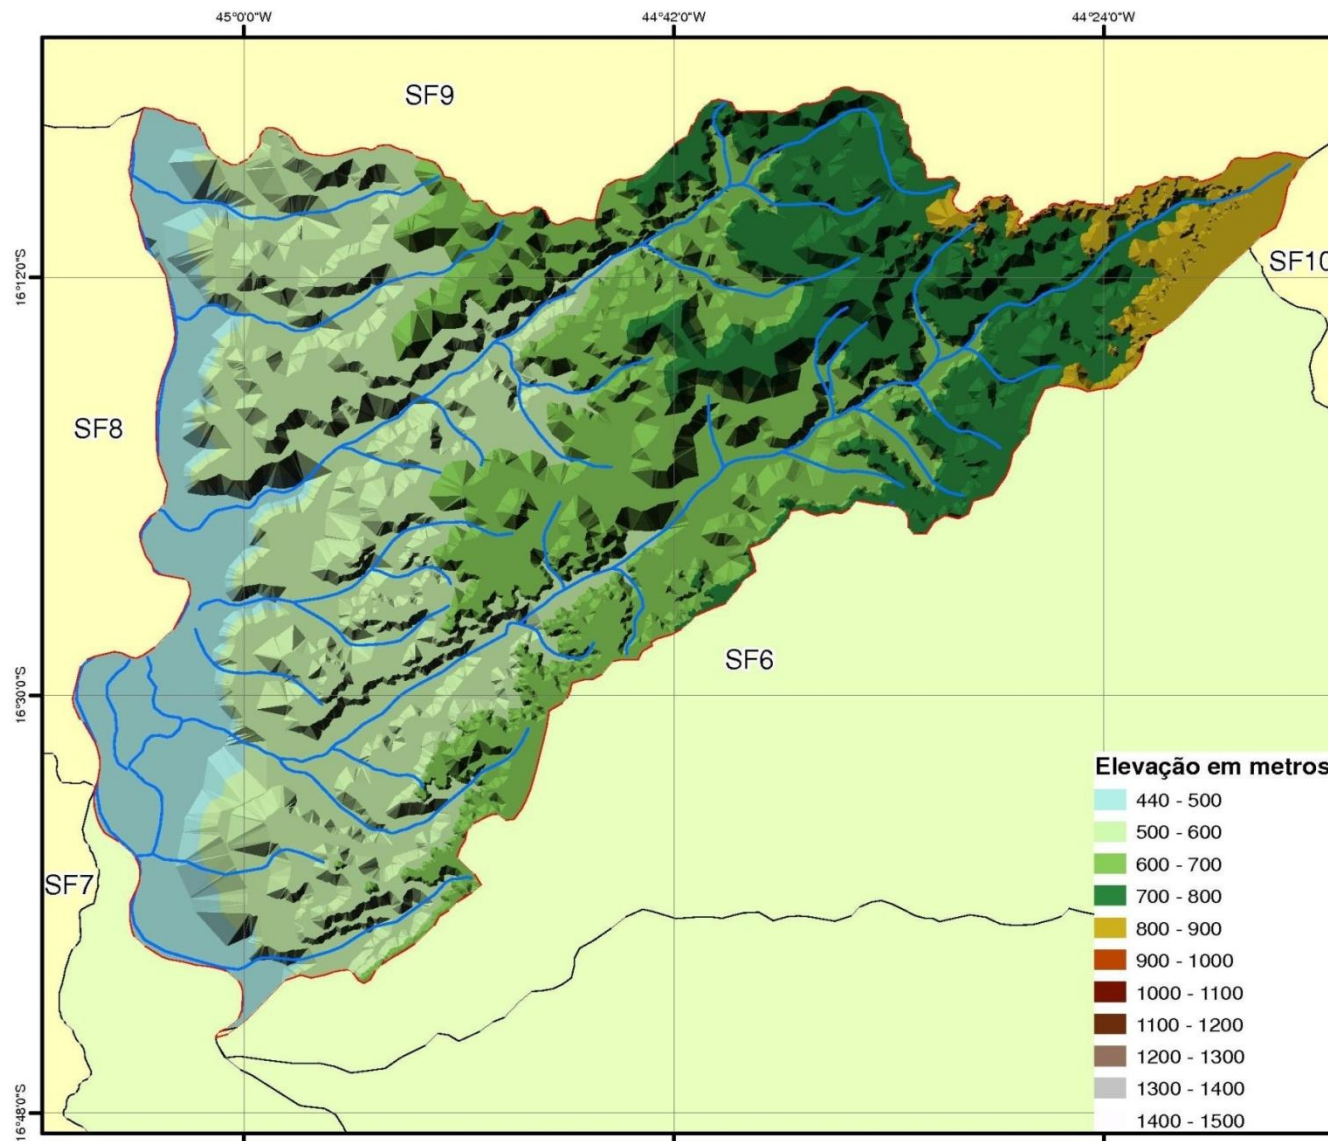 45°0'0"W
44°42'0"W
44°24'0"W
SF9
SF10
16°12'0"S
SF8
SF6
16°30'0"S
SF7
16°48'0"S
Elevação em metros
440 - 500
500 - 600
600 - 700
700 - 800
800 - 900
900 - 1000
1000 - 1100
1100 - 1200
1200 - 1300
1300 - 1400
1400 - 1500